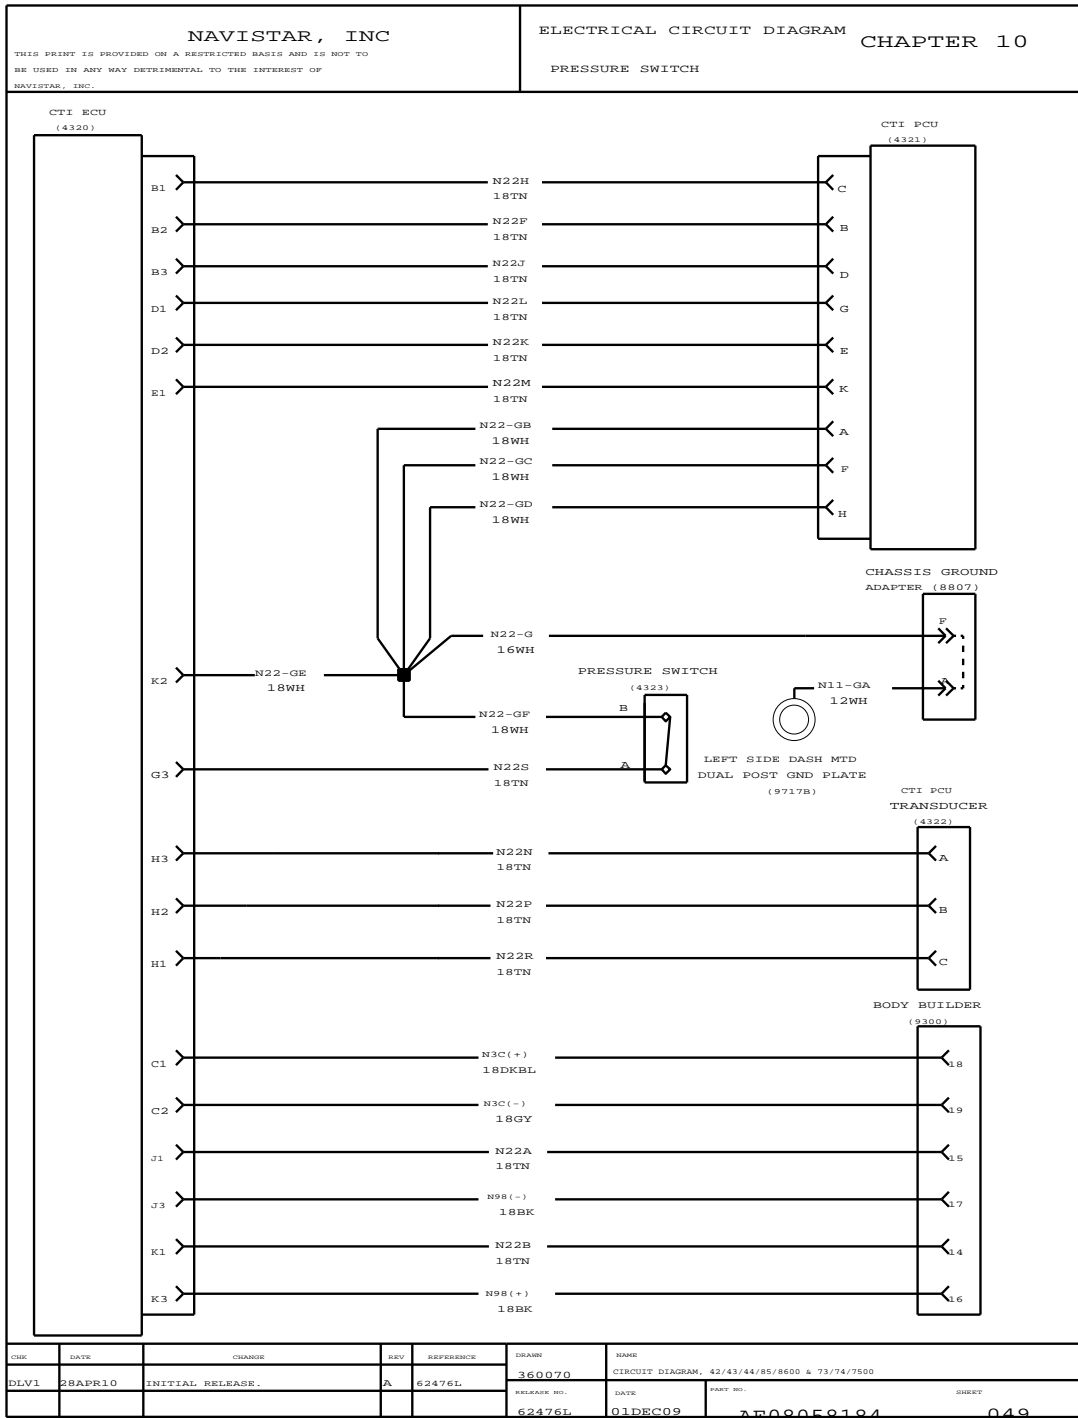 NAVISTAR, INC
THIS PRINT IS PROVIDED ON A RESTRICTED BASIS AND IS NOT TO
BE USED IN ANY WAY DETRIMENTAL TO THE INTEREST OF
NAVISTAR, INC.
ELECTRICAL CIRCUIT DIAGRAM
CHAPTER 10
PRESSURE SWITCH
CTI ECU
(4320)
CTI PCU
(4321)
B1 N22H C
18TN
B2 N22F B
18TN
B3 N22J D
18TN
D1 N22L G
18TN
D2 N22K E
18TN
E1 N22M K
18TN
N22-GB A
18WH
N22-GC F
18WH
N22-GD H
18WH
CHASSIS GROUND
ADAPTER (8807)
F
N22-G
16WH
K2 N22-GE
18WH
PRESSURE SWITCH
(4323)
N11-GA A
12WH
N22-GF B
18WH
G3 N22S A
18TN
LEFT SIDE DASH MTD
DUAL POST GND PLATE
(9717B)
CTI PCU
TRANSDUCER
(4322)
H3 N22N A
18TN
H2 N22P B
18TN
H1 N22R C
18TN
BODY BUILDER
(9300)
C1 N3C(+) 18
18DKBL
C2 N3C(-) 19
18GY
J1 N22A 15
18TN
J3 N98(-) 17
18BK
K1 N22B 14
18TN
K3 N98(+) 16
18BK
CHK DATE CHANGE REV REFERENCE
DLV1 28APR10 INITIAL RELEASE. A 62476L
DRAWN
360070
NAME
CIRCUIT DIAGRAM, 42/43/44/85/8600 & 73/74/7500
RELEASE NO.
62476L
DATE
01DEC09
PART NO.
AE08058184
SHEET
049